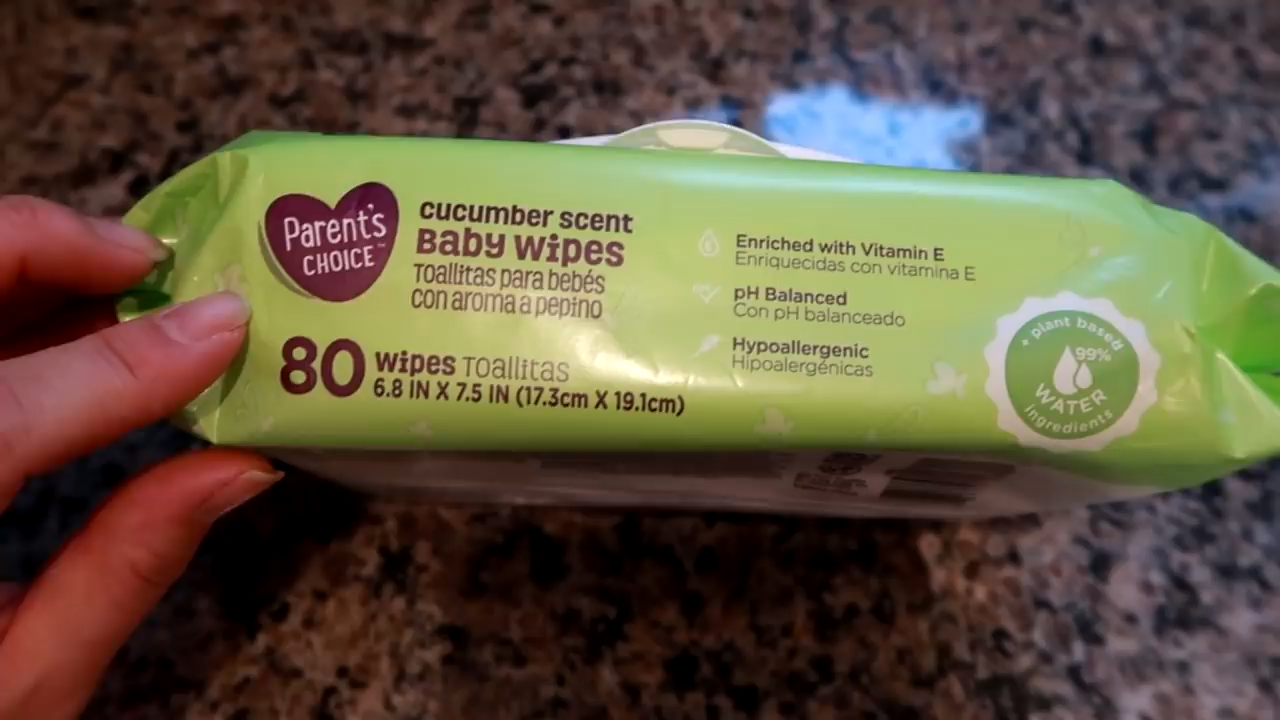 Parent's
CHOICE™
cucumber scent
Baby wipes
Toallitas para bebés
con aroma a pepino
80 wipes Toallitas
6.8 IN X 7.5 IN (17.3cm X 19.1cm)
Enriched with Vitamin E
Enriquecidas con vitamina E
pH Balanced
Con pH balanceado
Hypoallergenic
Hipoalergénicas
99%
WATER
+ plant based
ingredients